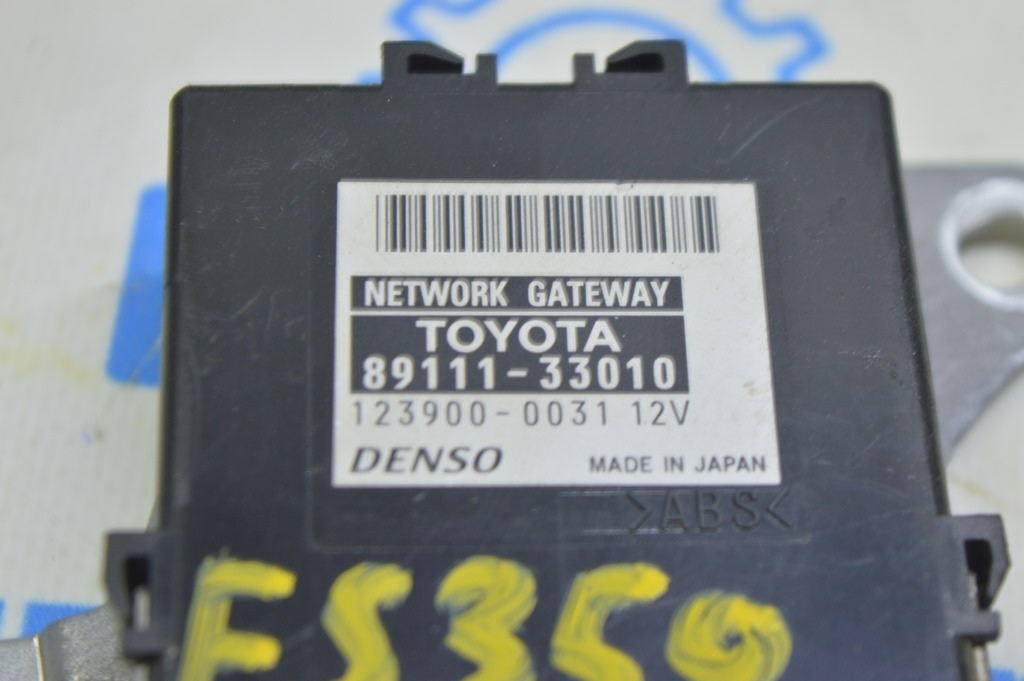 NETWORK GATEWAY
TOYOTA
89111-33010
123900-0031 12V
DENSO MADE IN JAPAN
>ABS<
ES350